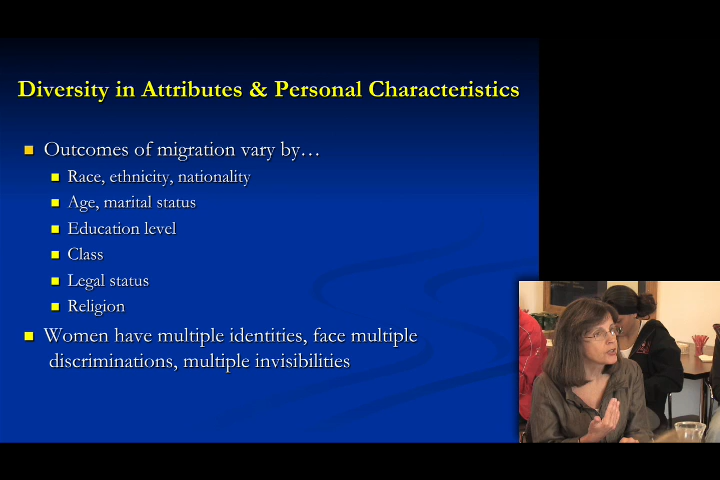 Diversity in Attributes & Personal Characteristics
Outcomes of migration vary by…
Race, ethnicity, nationality
Age, marital status
Education level
Class
Legal status
Religion
Women have multiple identities, face multiple
discriminations, multiple invisibilities